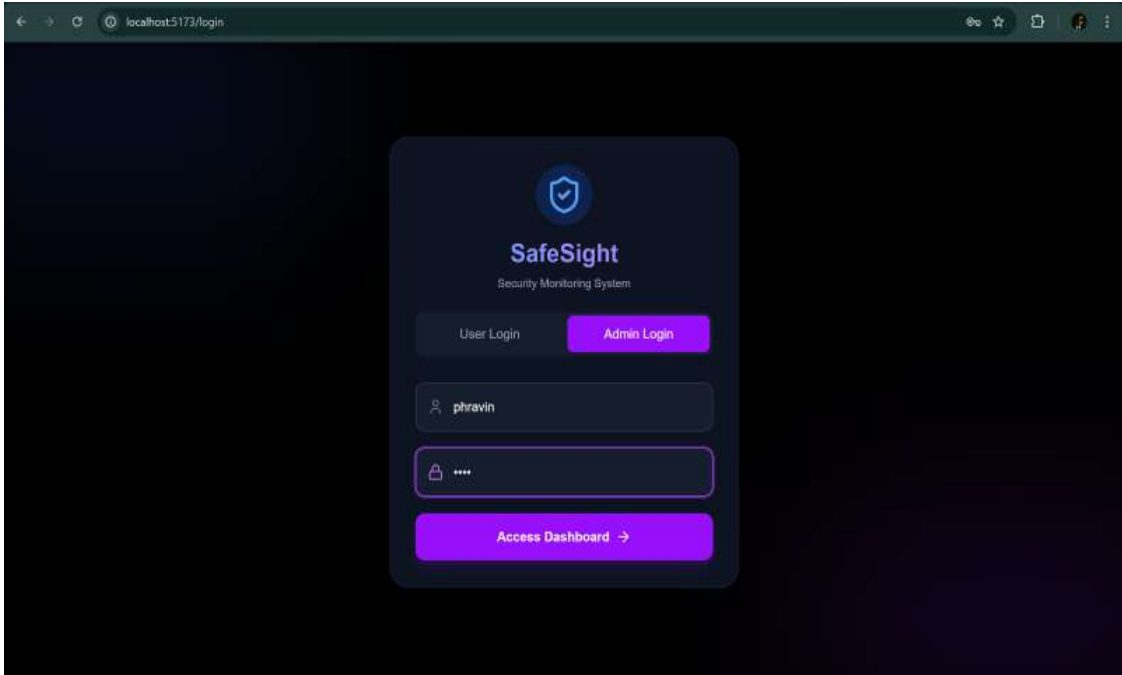 localhost:5173/login
SafeSight
Security Monitoring System
User Login
Admin Login
phravin
••••
Access Dashboard →